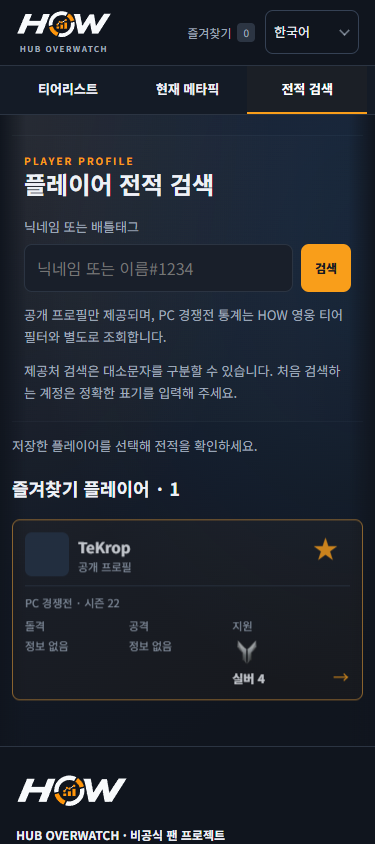 HOW
HUB OVERWATCH
즐겨찾기 0
한국어
티어리스트
현재 메타픽
전적 검색
PLAYER PROFILE
플레이어 전적 검색
닉네임 또는 배틀태그
닉네임 또는 이름#1234
검색
공개 프로필만 제공되며, PC 경쟁전 통계는 HOW 영웅 티어
필터와 별도로 조회합니다.
제공처 검색은 대소문자를 구분할 수 있습니다. 처음 검색하
는 계정은 정확한 표기를 입력해 주세요.
저장한 플레이어를 선택해 전적을 확인하세요.
즐겨찾기 플레이어 · 1
TeKrop
공개 프로필
★
PC 경쟁전 · 시즌 22
돌격
공격
지원
정보 없음
정보 없음
실버 4
→
HOW
HUB OVERWATCH · 비공식 팬 프로젝트